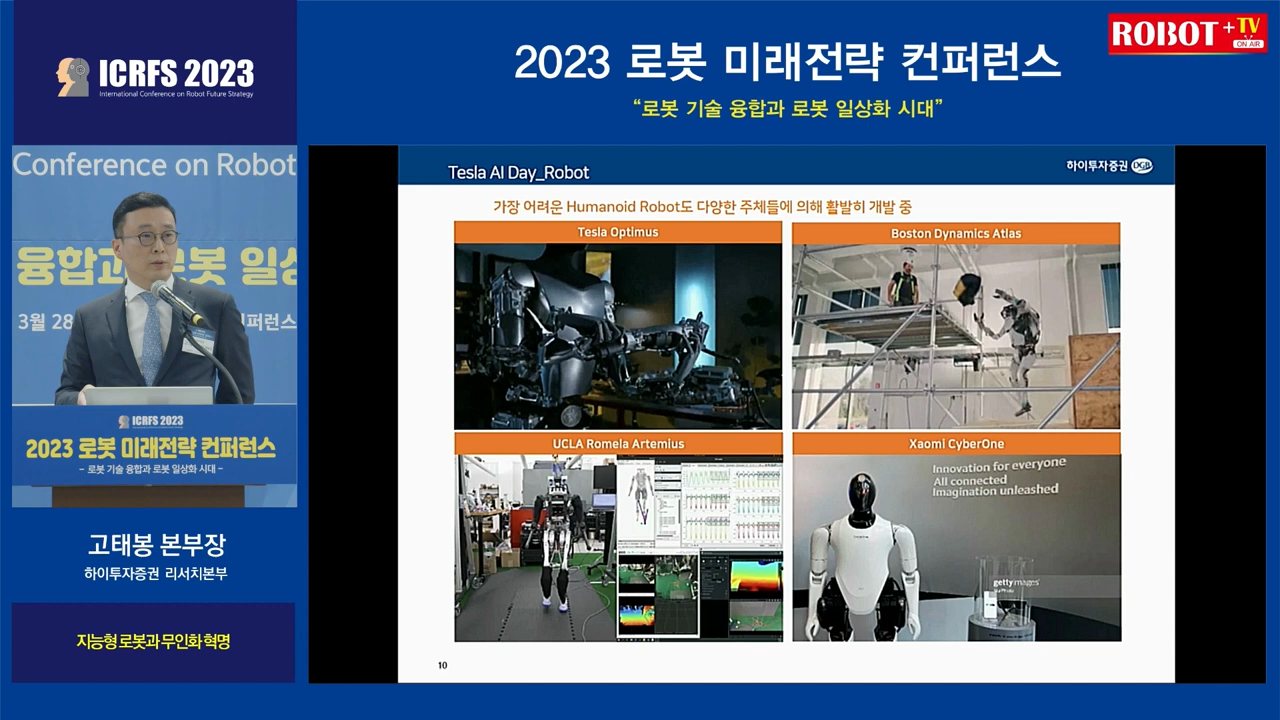 ICRFS 2023
International Conference on Robot Future Strategy
2023 로봇 미래전략 컨퍼런스
“로봇 기술 융합과 로봇 일상화 시대”
ROBOT+TV
ON AIR
Conference on Robot
융합과 로봇 일상
3월 28
컨퍼런스
ICRFS 2023
2023 로봇 미래전략 컨퍼런스
- 로봇 기술 융합과 로봇 일상화 시대 -
고태봉 본부장
하이투자증권 리서치본부
지능형 로봇과 무인화 혁명
Tesla AI Day_Robot
하이투자증권 DGB
가장 어려운 Humanoid Robot도 다양한 주체들에 의해 활발히 개발 중
Tesla Optimus
Boston Dynamics Atlas
UCLA Romela Artemius
Xaomi CyberOne
Innovation for everyone
All connected
Imagination unleashed
gettyimages
10